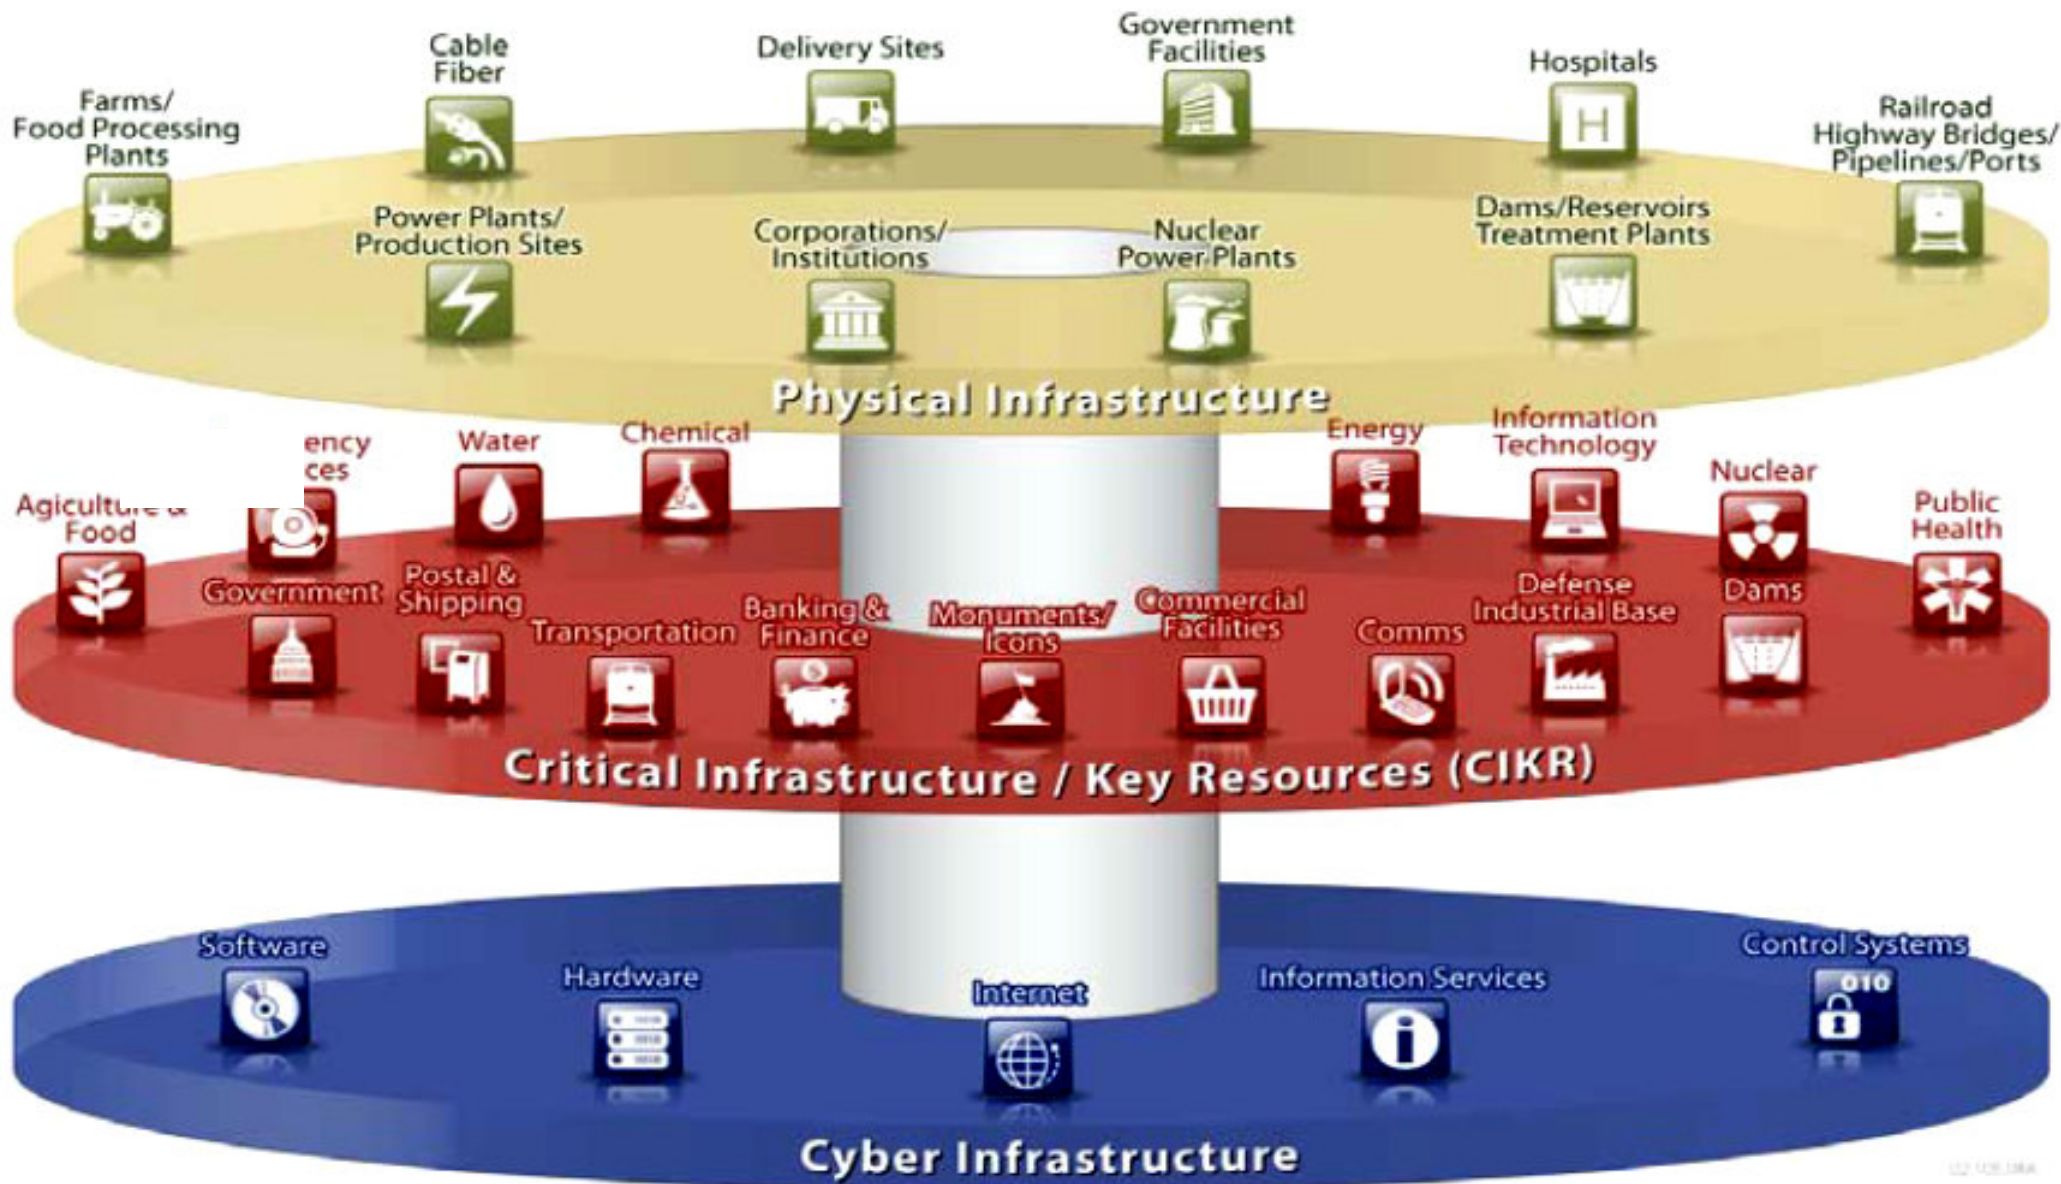 Farms/
Food Processing
Plants
Cable
Fiber
Delivery Sites
Government
Facilities
Hospitals
Railroad
Highway Bridges/
Pipelines/Ports
Power Plants/
Production Sites
Corporations/
Institutions
Nuclear
Power Plants
Dams/Reservoirs
Treatment Plants
H
Physical Infrastructure
Agiculture &
Food
ency
ces
Water
Chemical
Energy
Information
Technology
Nuclear
Public
Health
Government
Postal &
Shipping
Transportation
Banking &
Finance
Monuments/
Icons
Commercial
Facilities
Comms
Defense
Industrial Base
Dams
Critical Infrastructure / Key Resources (CIKR)
Software
Hardware
Internet
Information Services
i
Control Systems
010
Cyber Infrastructure